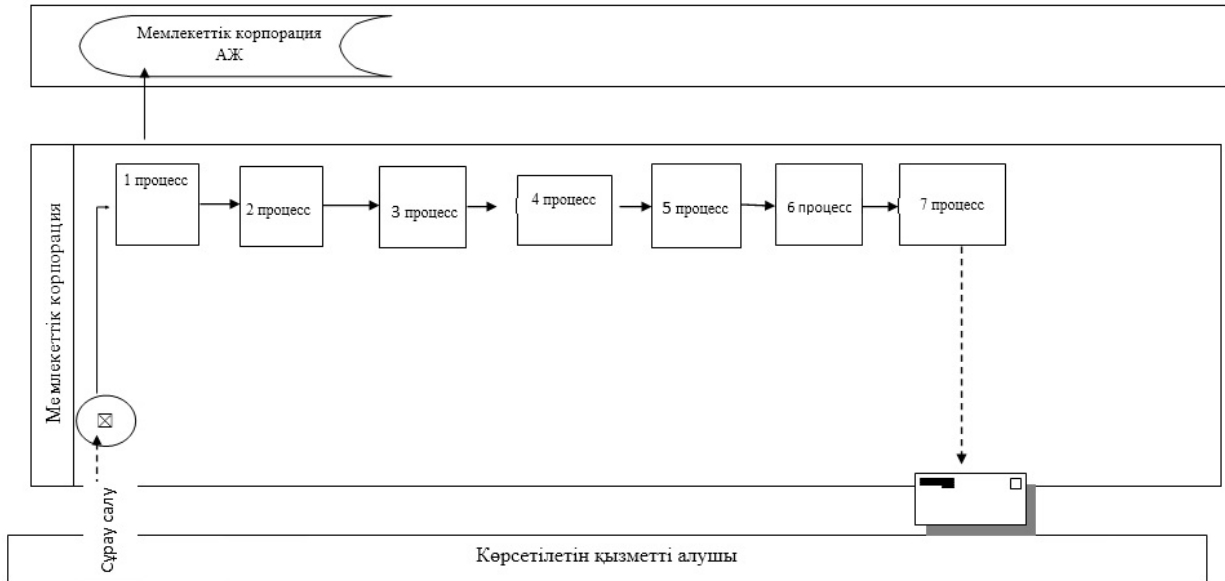 Мемлекеттік корпорация
АЖ
Мемлекеттік корпорация
1 процесс
2 процесс
3 процесс
4 процесс
5 процесс
6 процесс
7 процесс
Сұрау салу
Көрсетілетін қызметті алушы